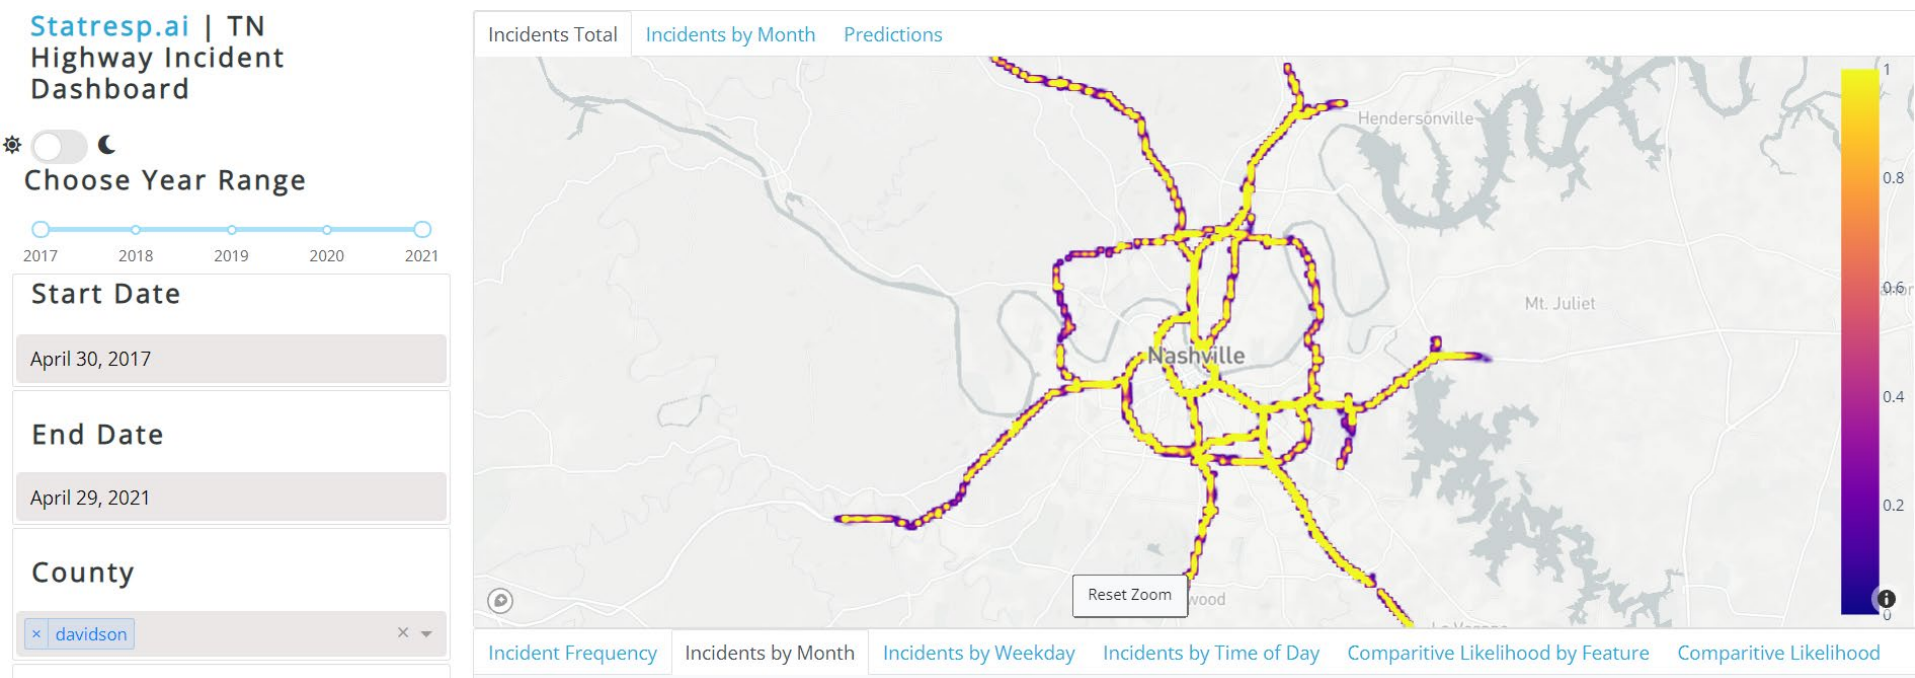 Statresp.ai | TN
Highway Incident
Dashboard
Choose Year Range
2017 2018 2019 2020 2021
Start Date
April 30, 2017
End Date
April 29, 2021
County
× davidson ×
Incidents Total Incidents by Month Predictions
Hendersonville
Mt. Juliet
Nashville
Reset Zoom
wood
1
0.8
0.6
0.4
0.2
0
Incident Frequency Incidents by Month Incidents by Weekday Incidents by Time of Day Comparitive Likelihood by Feature Comparitive Likelihood